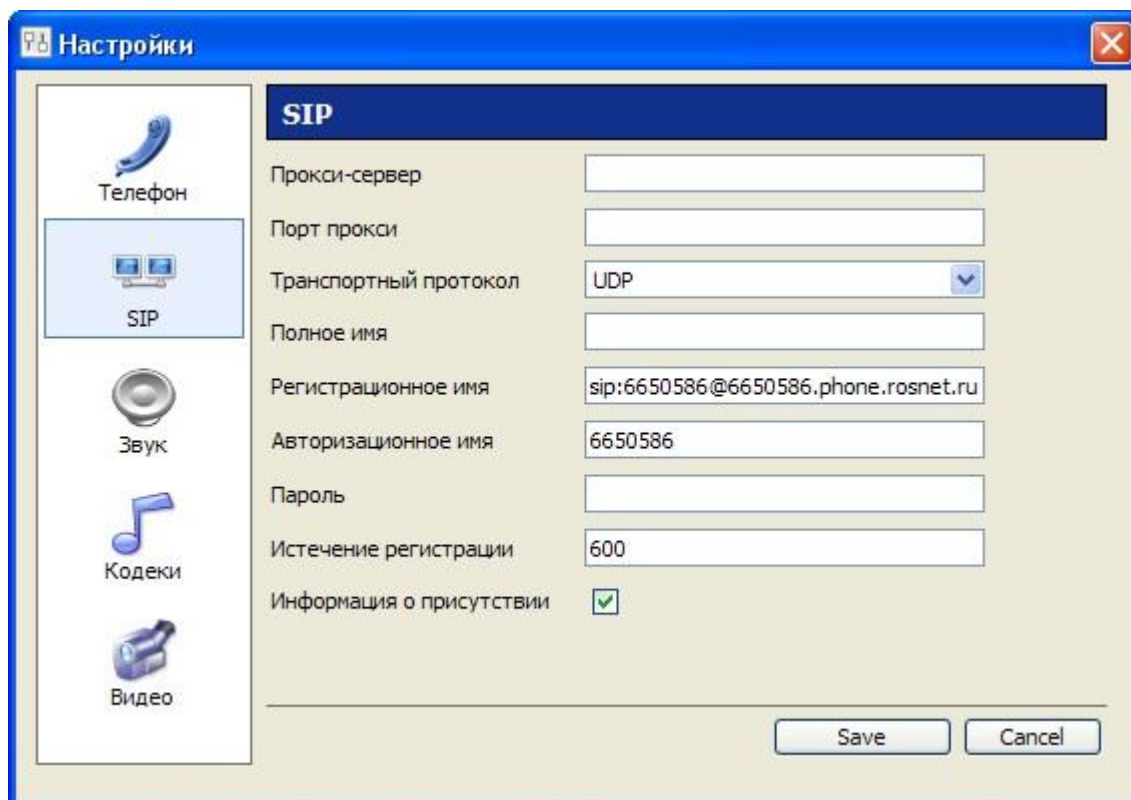 Настройки
Телефон
SIP
Звук
Кодеки
Видео
SIP
Прокси-сервер
Порт прокси
Транспортный протокол UDP
Полное имя
Регистрационное имя sip:6650586@6650586.phone.rosnet.ru
Авторизационное имя 6650586
Пароль
Истечение регистрации 600
Информация о присутствии
Save Cancel